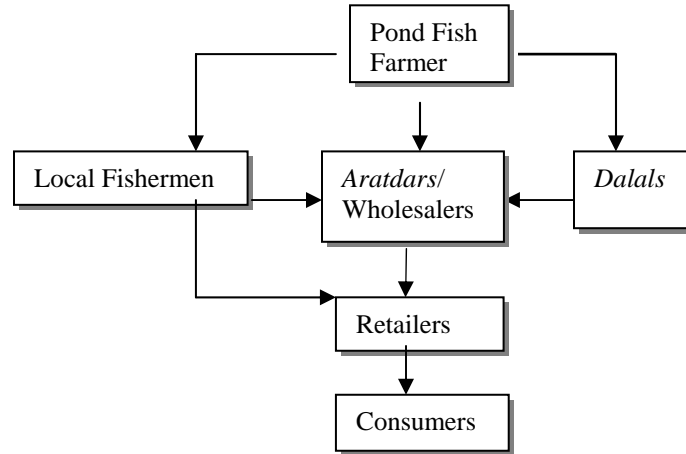 Pond Fish
Farmer
Local Fishermen
Aratdars/
Wholesalers
Dalals
Retailers
Consumers